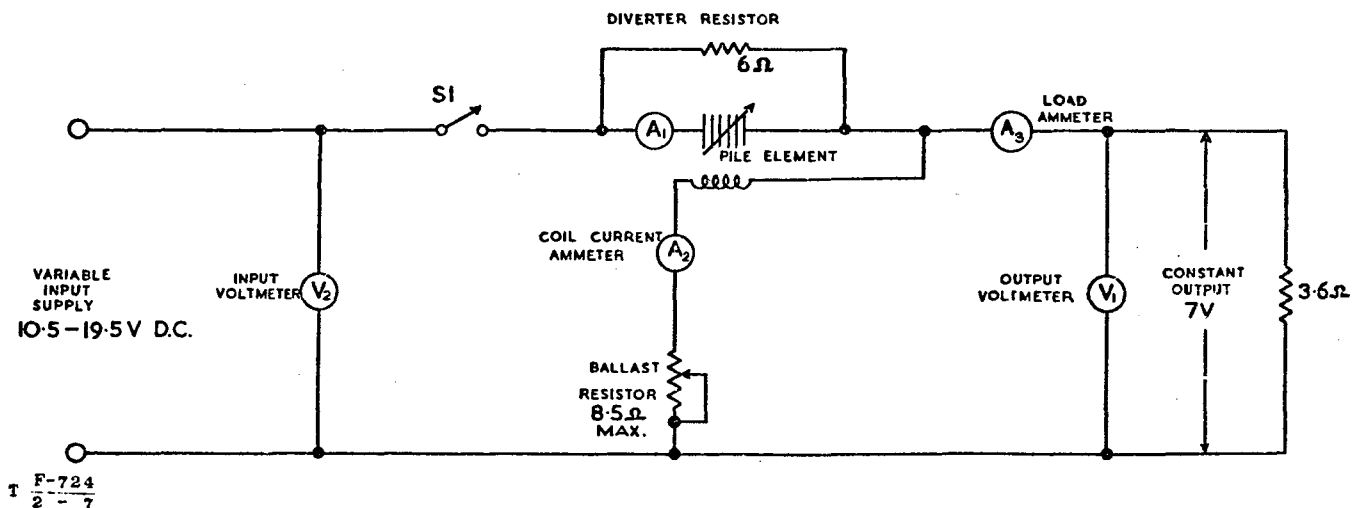 DIVERTER RESISTOR
6Ω
S1
A1
PILE ELEMENT
LOAD
AMMETER
A3
COIL CURRENT
AMMETER
A2
VARIABLE
INPUT
SUPPLY
10·5-19·5V D.C.
INPUT
VOLTMETER
V2
OUTPUT
VOLTMETER
V1
CONSTANT
OUTPUT
7V
3·6Ω
BALLAST
RESISTOR
8·5Ω
MAX.
T F-724
2 - 7